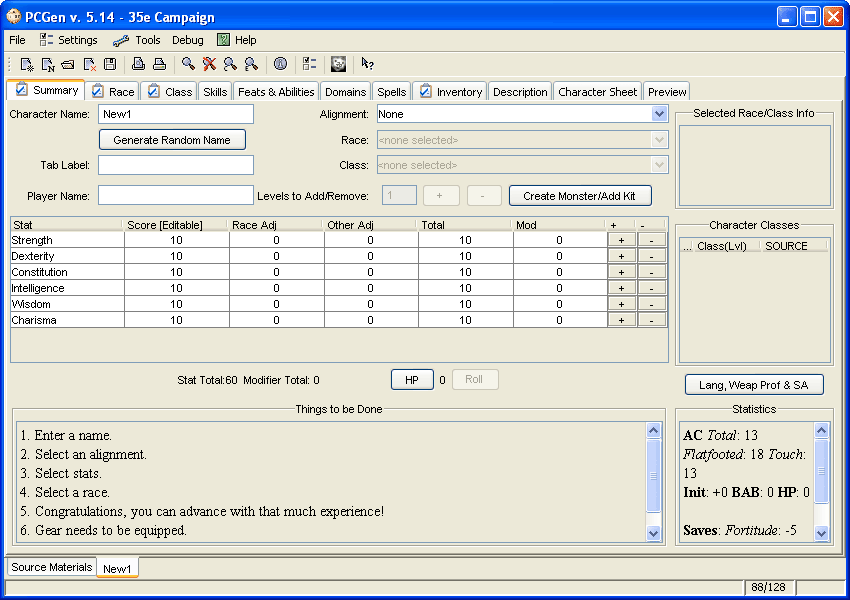 PCGen v. 5.14 - 35e Campaign
File Settings Tools Debug Help
Summary Race Class Skills Feats & Abilities Domains Spells Inventory Description Character Sheet Preview
Character Name: New1 Alignment: None
Generate Random Name Race: <none selected>
Tab Label: Class: <none selected>
Player Name: Levels to Add/Remove: 1 + - Create Monster/Add Kit
Selected Race/Class Info
Stat Score [Editable] Race Adj Other Adj Total Mod + -
Strength 10 0 0 10 0 + -
Dexterity 10 0 0 10 0 + -
Constitution 10 0 0 10 0 + -
Intelligence 10 0 0 10 0 + -
Wisdom 10 0 0 10 0 + -
Charisma 10 0 0 10 0 + -
Character Classes
... Class(Lvl) SOURCE
Stat Total:60 Modifier Total: 0 HP 0 Roll
Lang, Weap Prof & SA
Things to be Done
1. Enter a name.
2. Select an alignment.
3. Select stats.
4. Select a race.
5. Congratulations, you can advance with that much experience!
6. Gear needs to be equipped.
Statistics
AC Total: 13
Flatfooted: 18 Touch:
13
Init: +0 BAB: 0 HP: 0
Saves: Fortitude: -5
Source Materials New1
88/128